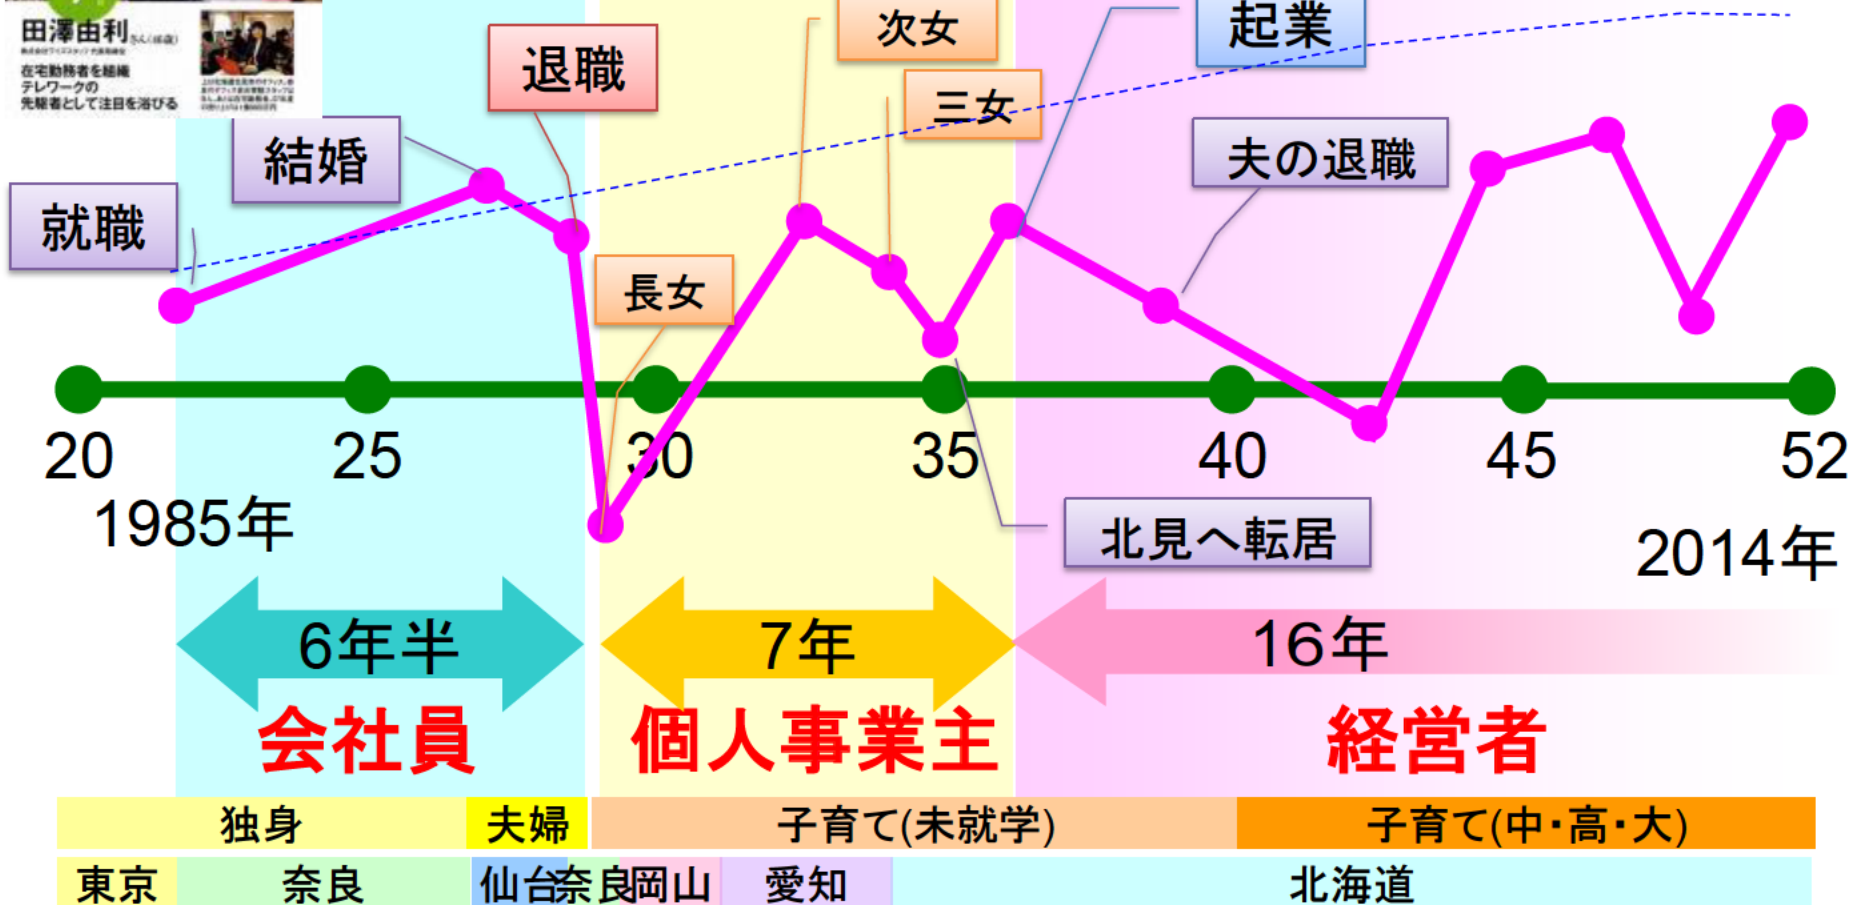 田澤由利さん
在宅勤務者を組織
テレワークの
先駆者として注目を浴びる
退職
次女
起業
三女
結婚
夫の退職
就職
長女
20
25
30
35
40
45
52
1985年
北見へ転居
2014年
6年半
7年
16年
会社員
個人事業主
経営者
独身
夫婦
子育て(未就学)
子育て(中・高・大)
東京
奈良
仙台
奈良
岡山
愛知
北海道